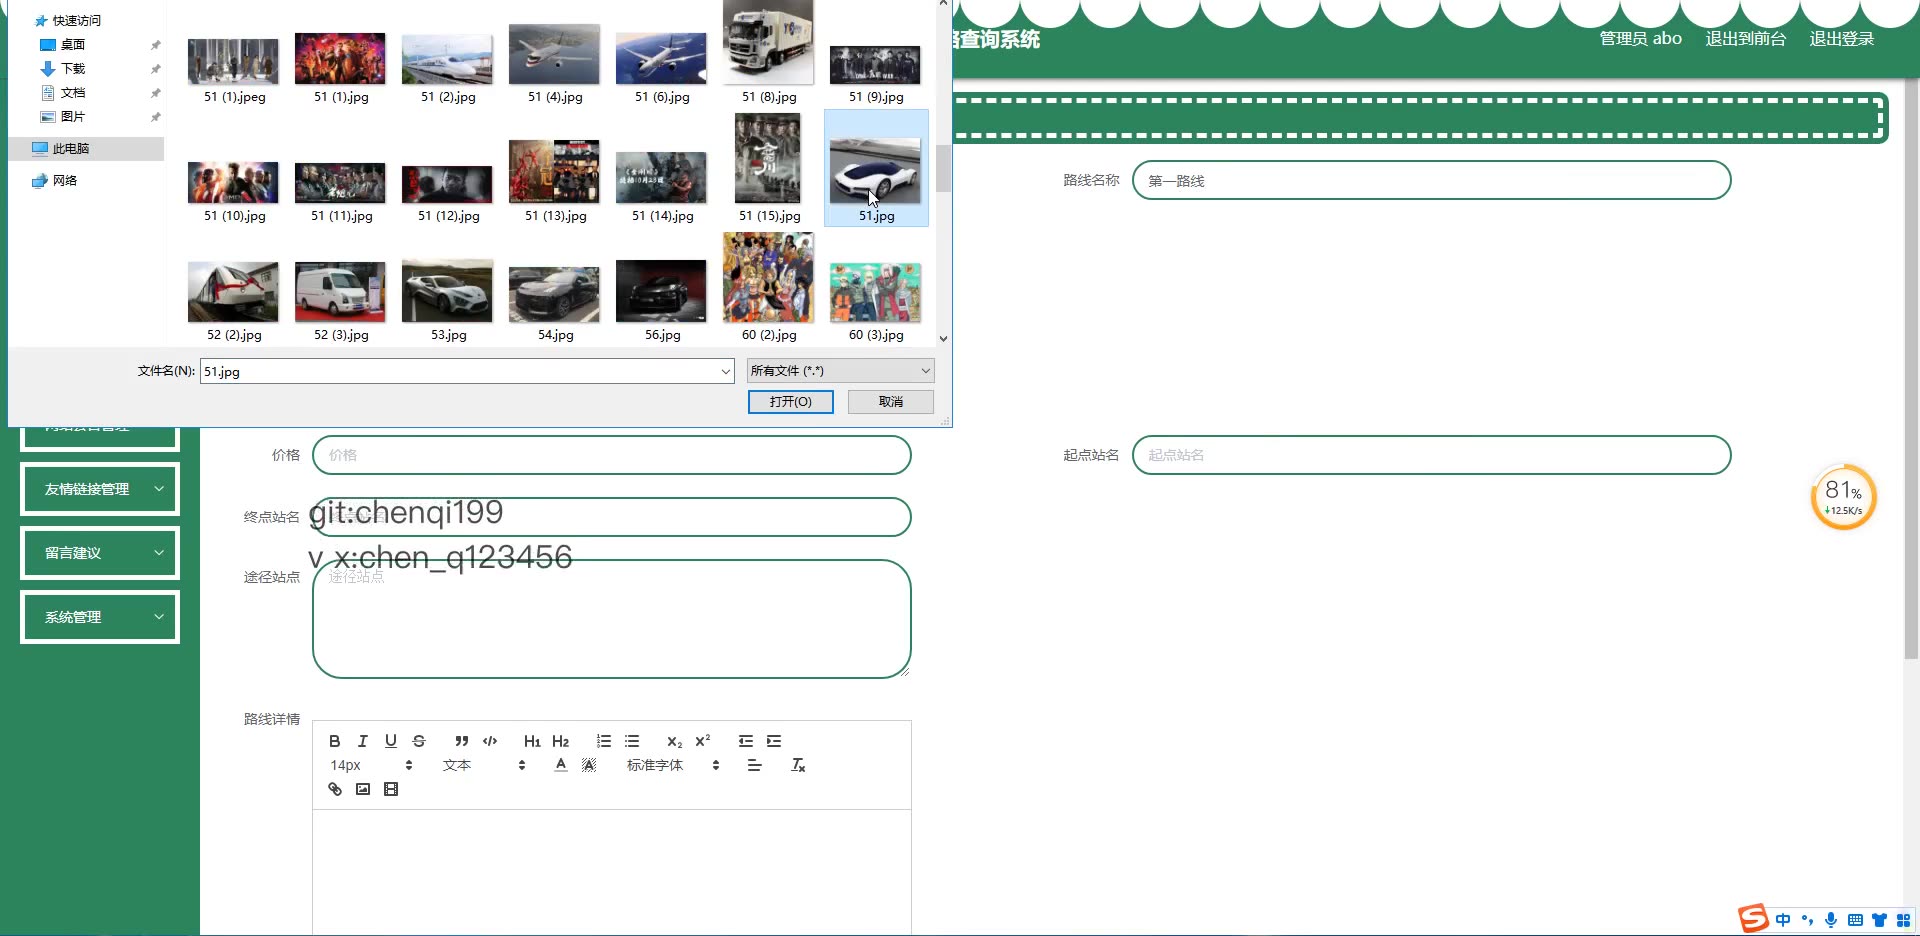 快速访问
桌面
下载
文档
图片
此电脑
网络
51 (1).jpeg
51 (1).jpg
51 (2).jpg
51 (4).jpg
51 (6).jpg
51 (8).jpg
51 (9).jpg
51 (10).jpg
51 (11).jpg
51 (12).jpg
51 (13).jpg
51 (14).jpg
51 (15).jpg
51.jpg
52 (2).jpg
52 (3).jpg
53.jpg
54.jpg
56.jpg
60 (2).jpg
60 (3).jpg
文件名(N):
51.jpg
所有文件 (*.*)
打开(O)
取消
查询系统
管理员 abo
退出到前台
退出登录
路线名称
第一路线
价格
价格
起点站名
起点站名
终点站名
git:chenqi199
v x:chen_q123456
途径站点
途径站点
友情链接管理
留言建议
系统管理
路线详情
B I U S H1 H2 X2 X2
14px
文本
A A
标准字体
Tx
81%
12.5K/s
S 中